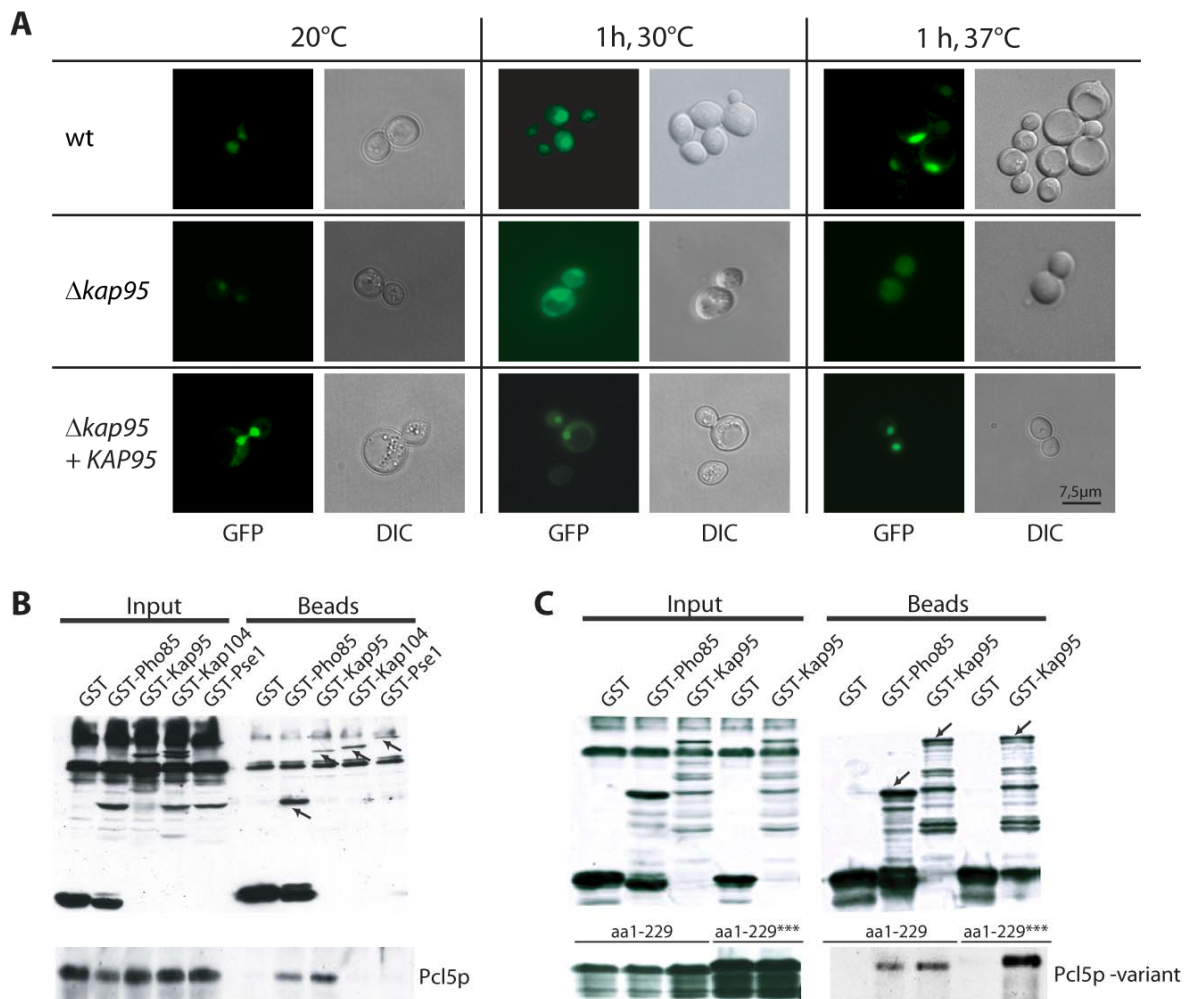 A
20°C
1h, 30°C
1 h, 37°C
wt
Δkap95
Δkap95
+ KAP95
7,5µm
GFP
DIC
GFP
DIC
GFP
DIC
B
Input
Beads
GST
GST-Pho85
GST-Kap95
GST-Kap104
GST-Pse1
GST
GST-Pho85
GST-Kap95
GST-Kap104
GST-Pse1
Pcl5p
C
Input
Beads
GST
GST-Pho85
GST-Kap95
GST
GST-Kap95
GST
GST-Pho85
GST-Kap95
GST
GST-Kap95
aa1-229
aa1-229***
aa1-229
aa1-229***
Pcl5p -variant